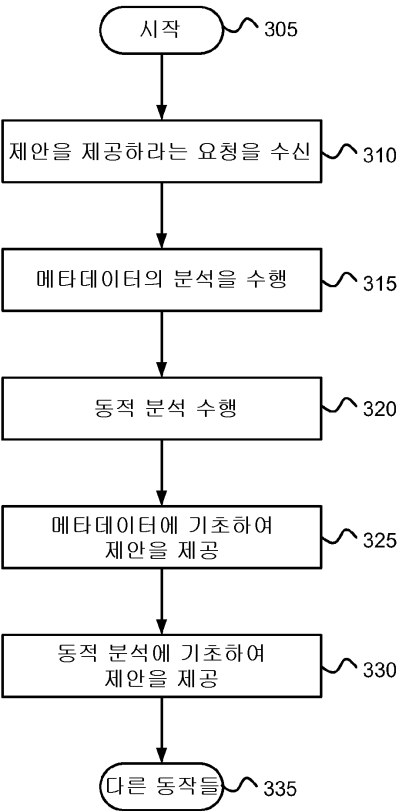 시작
305
제안을 제공하라는 요청을 수신
310
메타데이터의 분석을 수행
315
동적 분석 수행
320
메타데이터에 기초하여
제안을 제공
325
동적 분석에 기초하여
제안을 제공
330
다른 동작들
335